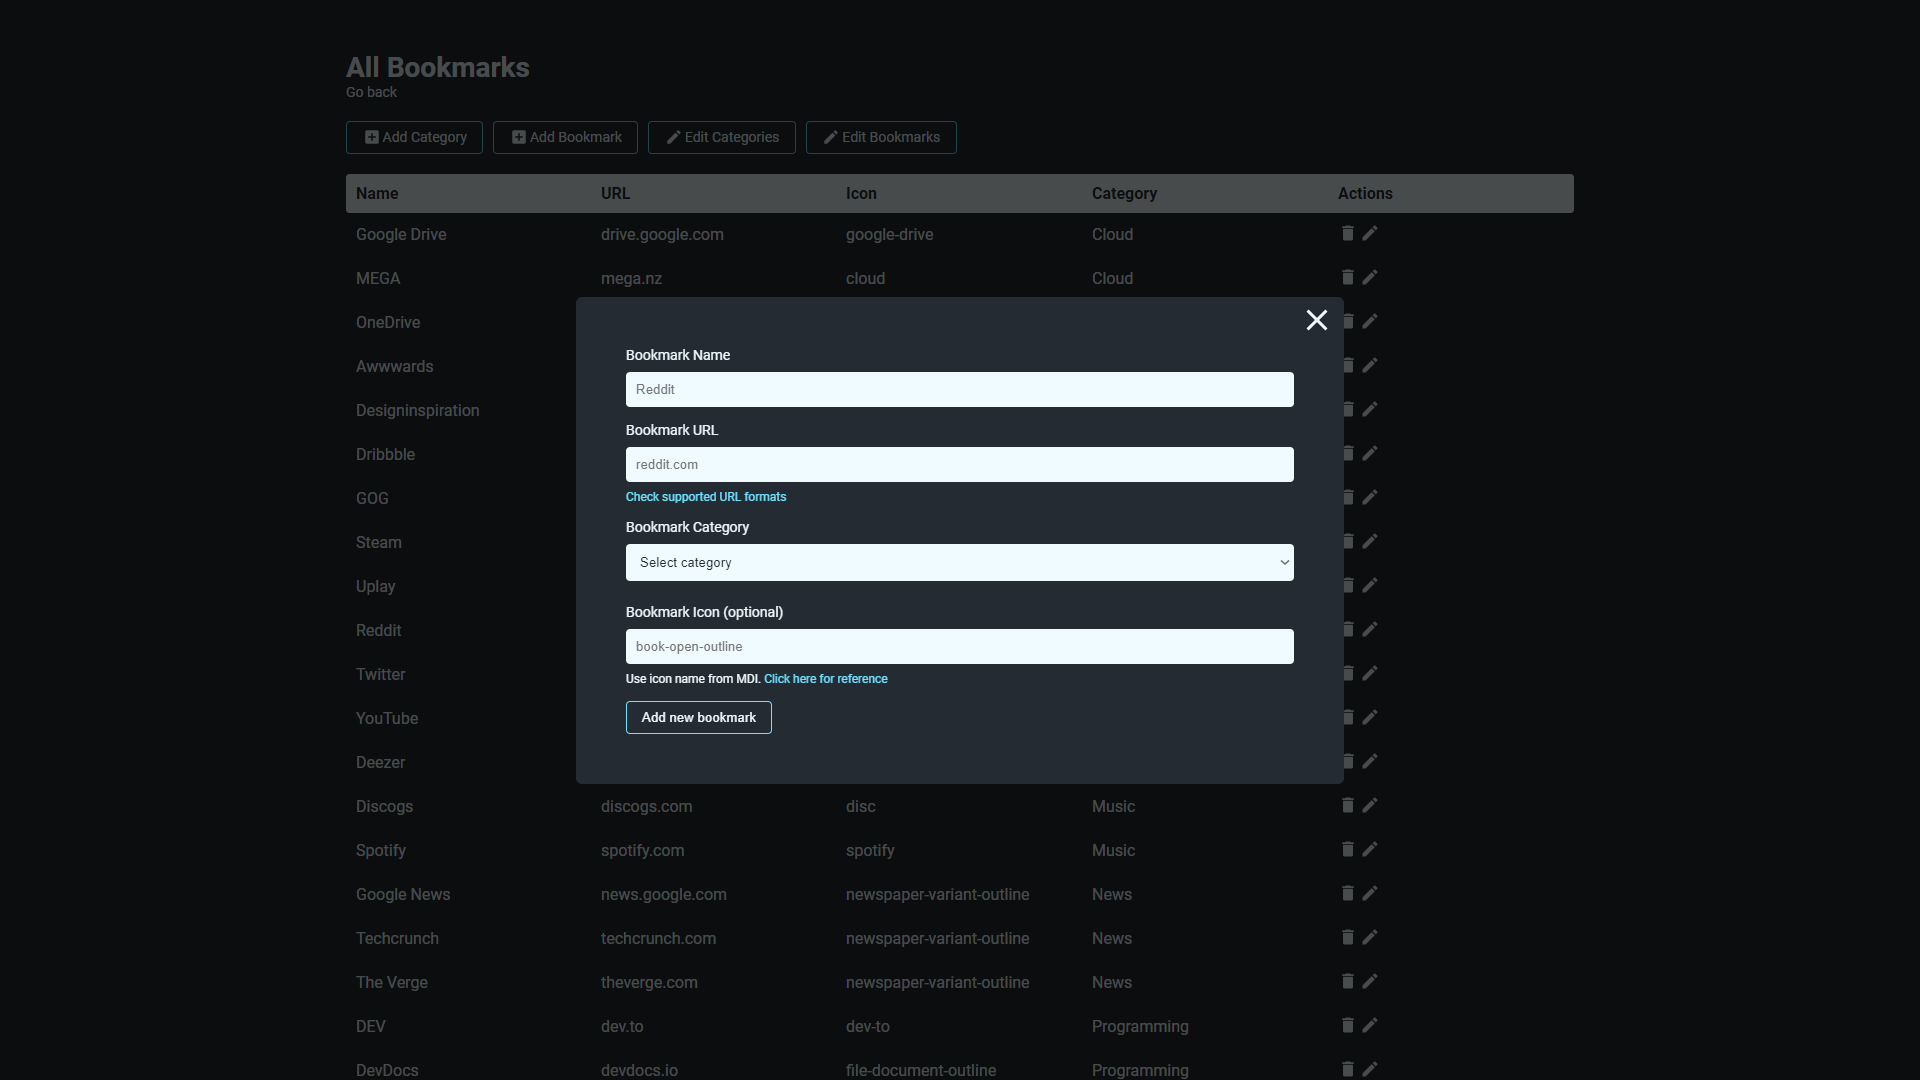 All Bookmarks
Go back
Add Category Add Bookmark Edit Categories Edit Bookmarks
Name URL Icon Category Actions
Google Drive drive.google.com google-drive Cloud
MEGA mega.nz cloud Cloud
OneDrive
Awwwards
Designinspiration
Dribbble
GOG
Steam
Uplay
Reddit
Twitter
YouTube
Deezer
Bookmark Name
Reddit
Bookmark URL
reddit.com
Check supported URL formats
Bookmark Category
Select category
Bookmark Icon (optional)
book-open-outline
Use icon name from MDI. Click here for reference
Add new bookmark
Discogs discogs.com disc Music
Spotify spotify.com spotify Music
Google News news.google.com newspaper-variant-outline News
Techcrunch techcrunch.com newspaper-variant-outline News
The Verge theverge.com newspaper-variant-outline News
DEV dev.to dev-to Programming
DevDocs devdocs.io file-document-outline Programming